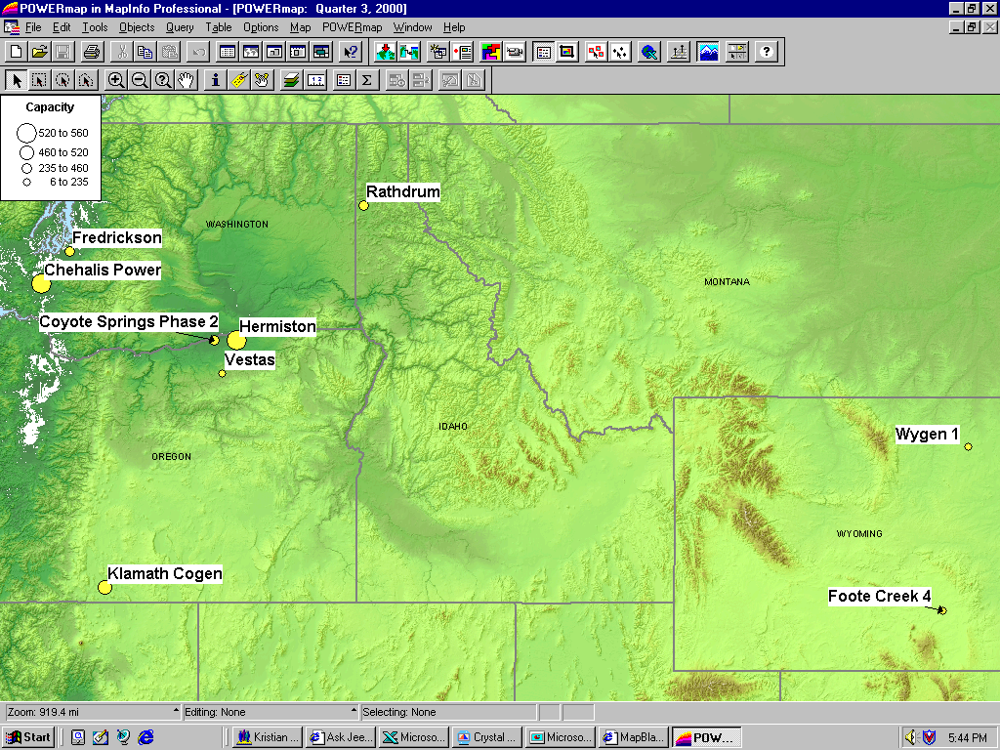 POWERmap in MapInfo Professional - [POWERmap: Quarter 3, 2000]
File Edit Tools Objects Query Table Options Map POWERmap Window Help
Capacity
520 to 560
460 to 520
235 to 460
6 to 235
Rathdrum
WASHINGTON
Fredrickson
Chehalis Power
MONTANA
Coyote Springs Phase 2
Hermiston
Vestas
IDAHO
Wygen 1
OREGON
WYOMING
Klamath Cogen
Foote Creek 4
Zoom: 919.4 mi Editing: None Selecting: None
Start Kristian ... Ask Jee... Microso... Crystal ... Microso... MapBla... POW... 5:44 PM